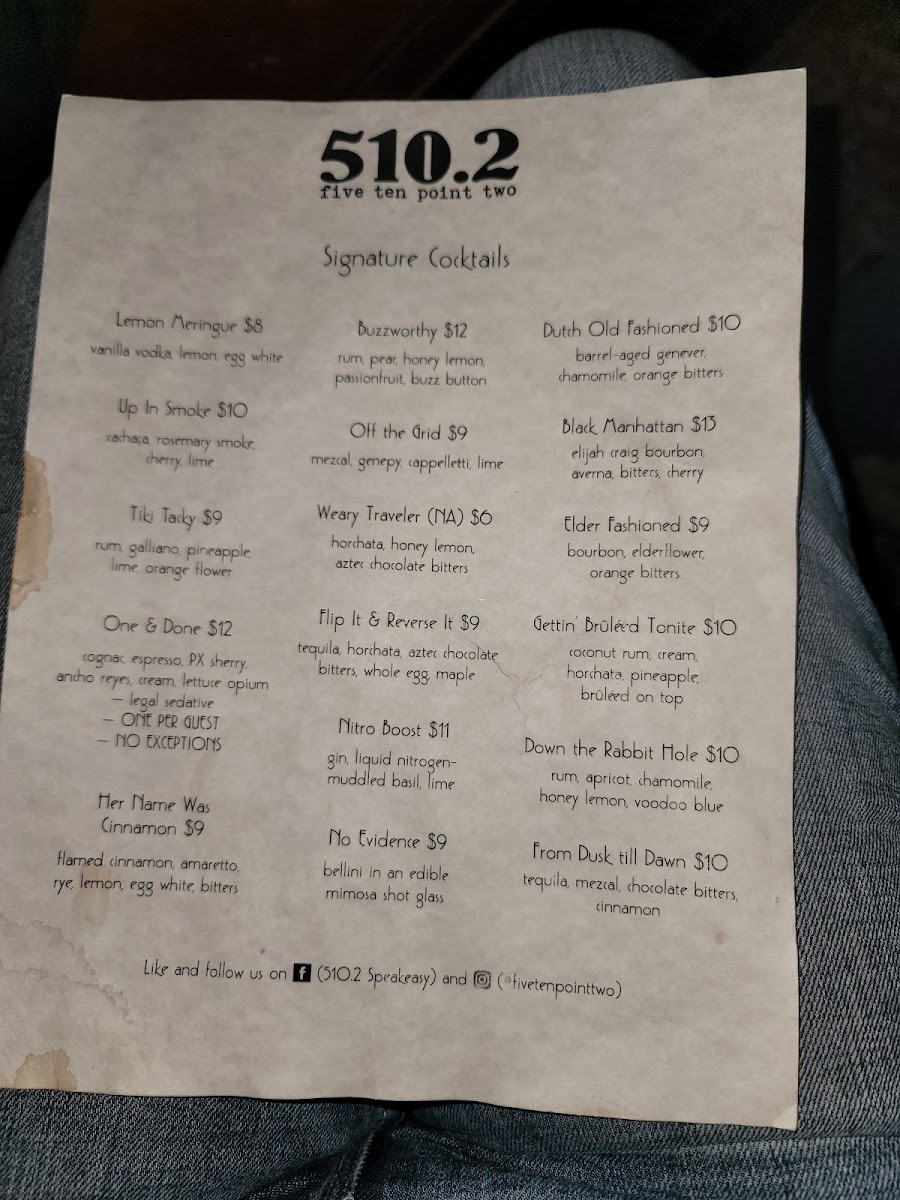 510.2
five ten point two
Signature Cocktails
Lemon Meringue $8
vanilla vodka, lemon, egg white
Up In Smoke $10
cachaça, rosemary smoke,
cherry, lime
Tiki Tacky $9
rum, galliano, pineapple,
lime, orange flower
One & Done $12
cognac, espresso, PX sherry,
ancho reyes, cream, lettuce opium
– legal sedative
– ONE PER GUEST
– NO EXCEPTIONS
Her Name Was
Cinnamon $9
flamed cinnamon, amaretto,
rye, lemon, egg white, bitters
Buzzworthy $12
rum, pear, honey lemon,
passionfruit, buzz button
Off the Grid $9
mezcal, genepy, cappelletti, lime
Weary Traveler (NA) $6
horchata, honey lemon,
aztec chocolate bitters
Flip It & Reverse It $9
tequila, horchata, aztec chocolate
bitters, whole egg, maple
Nitro Boost $11
gin, liquid nitrogen-
muddled basil, lime
No Evidence $9
bellini in an edible
mimosa shot glass
Dutch Old Fashioned $10
barrel-aged genever,
chamomile, orange bitters
Black Manhattan $13
elijah craig bourbon,
averna, bitters, cherry
Elder Fashioned $9
bourbon, elderflower,
orange bitters
Gettin' Brûléed Tonite $10
coconut rum, cream,
horchata, pineapple,
brûléed on top
Down the Rabbit Hole $10
rum, apricot, chamomile,
honey lemon, voodoo blue
From Dusk till Dawn $10
tequila, mezcal, chocolate bitters,
cinnamon
Like and follow us on f (510.2 Speakeasy) and (@fivetenpointtwo)